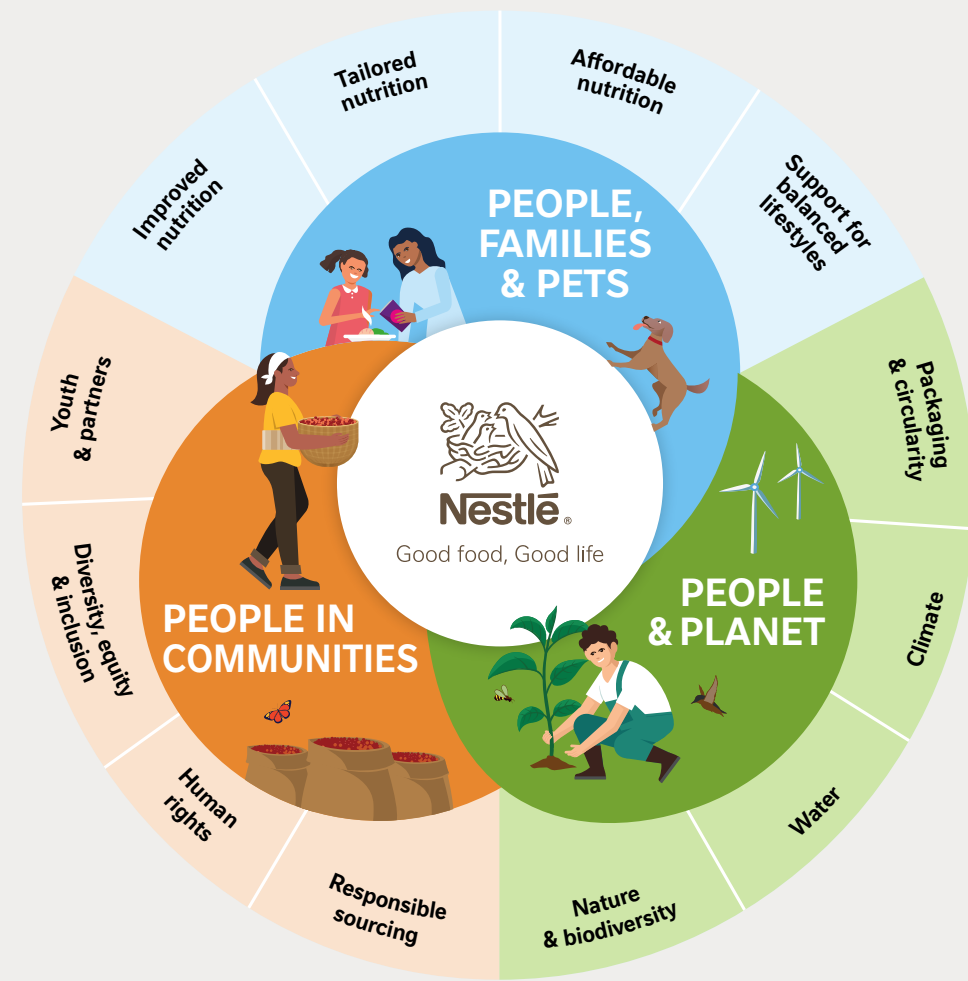 Tailored
nutrition
Affordable
nutrition
Improved
nutrition
Support for
balanced
lifestyles
PEOPLE,
FAMILIES
& PETS
Youth
& partners
Packaging
& circularity
Nestlé®
Good food, Good life
Diversity, equity
& inclusion
PEOPLE IN
COMMUNITIES
PEOPLE
& PLANET
Climate
Human
rights
Water
Responsible
sourcing
Nature
& biodiversity